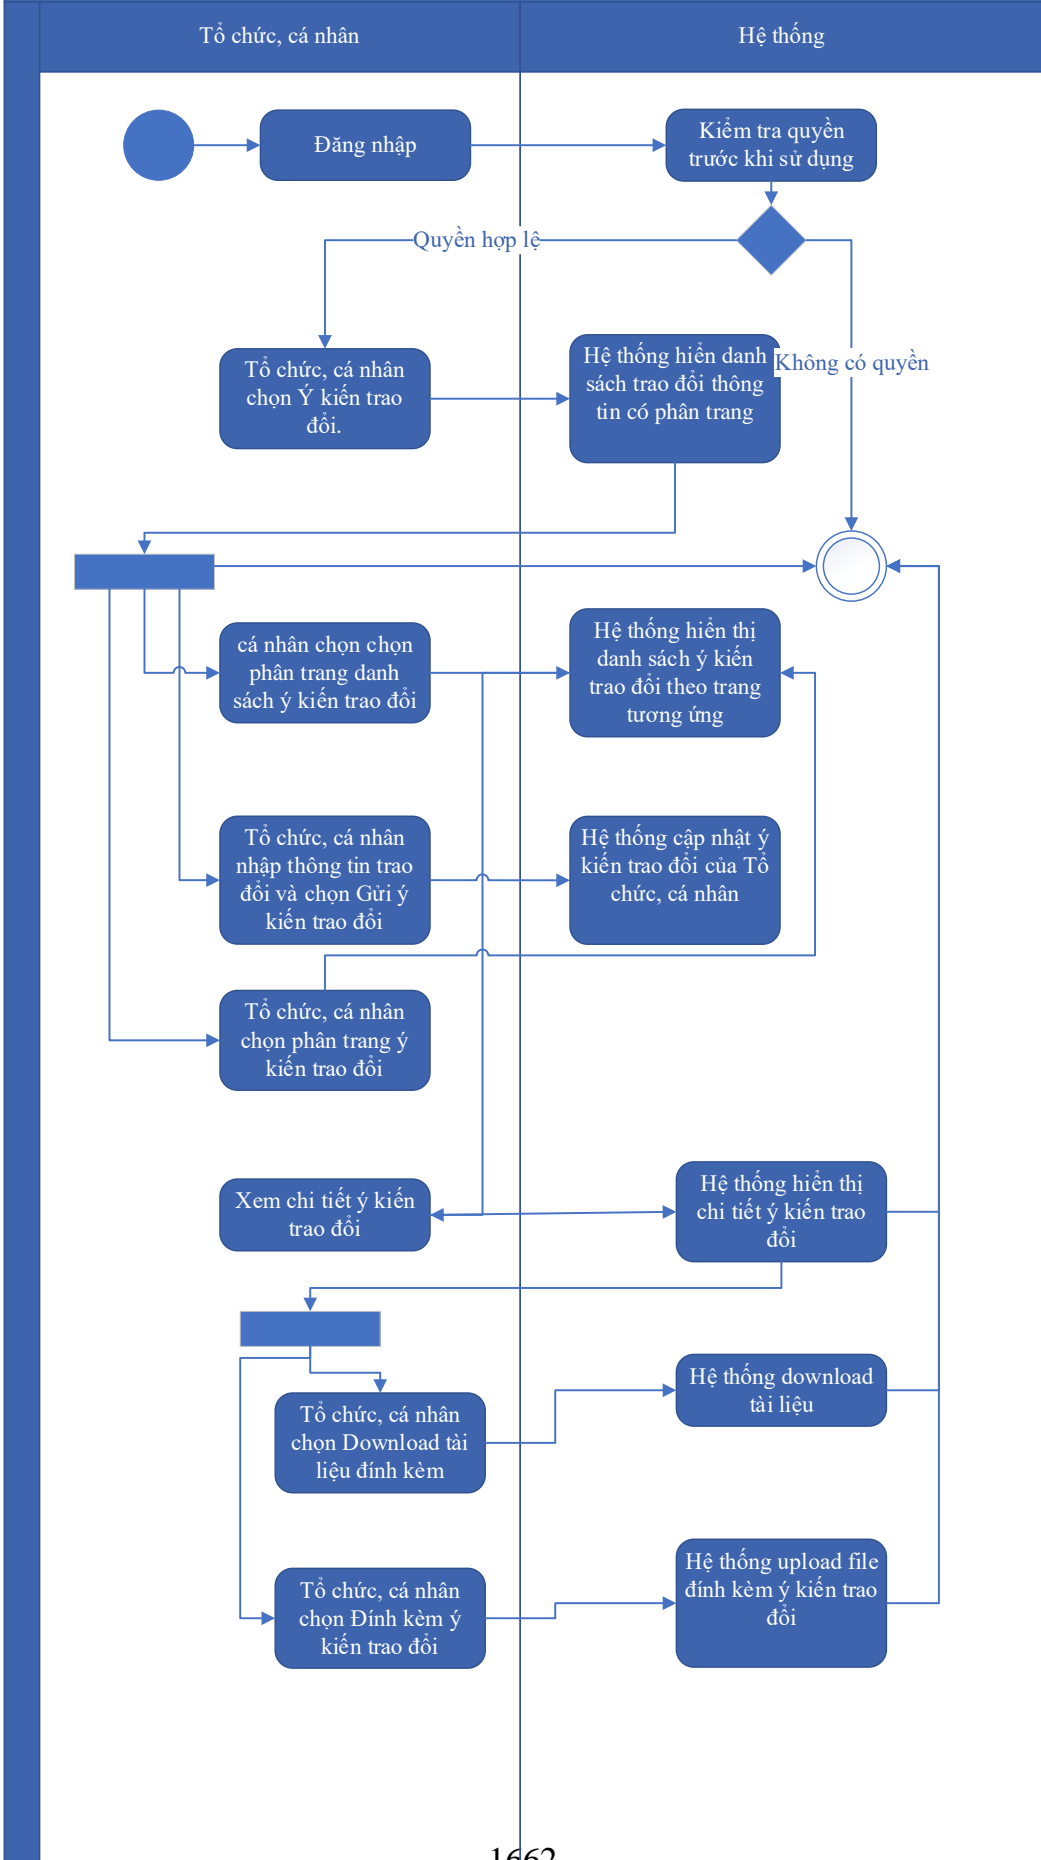 Tổ chức, cá nhân
Hệ thống
Đăng nhập
Kiểm tra quyền
trước khi sử dụng
Quyền hợp lệ
Tổ chức, cá nhân
chọn Ý kiến trao
đổi.
Hệ thống hiển danh
sách trao đổi thông
tin có phân trang
Không có quyền
cá nhân chọn chọn
phân trang danh
sách ý kiến trao đổi
Hệ thống hiển thị
danh sách ý kiến
trao đổi theo trang
tương ứng
Tổ chức, cá nhân
nhập thông tin trao
đổi và chọn Gửi ý
kiến trao đổi
Hệ thống cập nhật ý
kiến trao đổi của Tổ
chức, cá nhân
Tổ chức, cá nhân
chọn phân trang ý
kiến trao đổi
Xem chi tiết ý kiến
trao đổi
Hệ thống hiển thị
chi tiết ý kiến trao
đổi
Tổ chức, cá nhân
chọn Download tài
liệu đính kèm
Hệ thống download
tài liệu
Tổ chức, cá nhân
chọn Đính kèm ý
kiến trao đổi
Hệ thống upload file
đính kèm ý kiến trao
đổi
1662